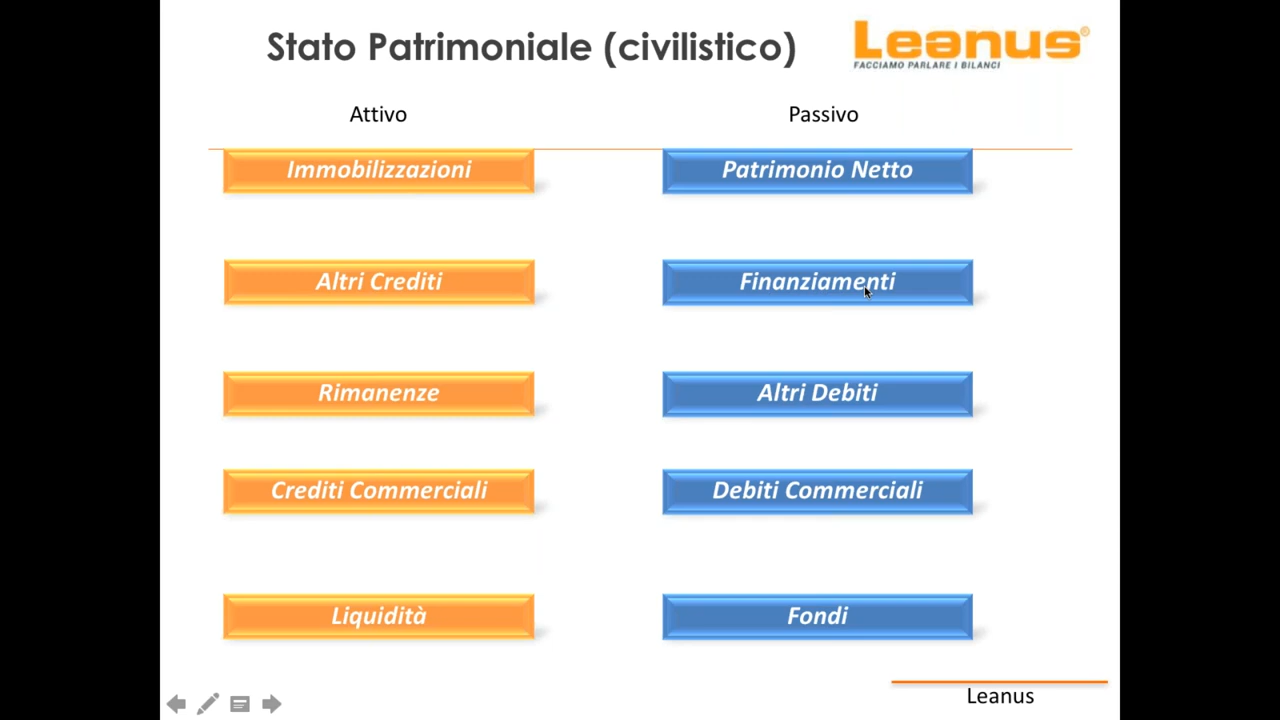 Stato Patrimoniale (civilistico)
Leanus®
FACCIAMO PARLARE I BILANCI
Attivo
Passivo
Immobilizzazioni
Patrimonio Netto
Altri Crediti
Finanziamenti
Rimanenze
Altri Debiti
Crediti Commerciali
Debiti Commerciali
Liquidità
Fondi
Leanus